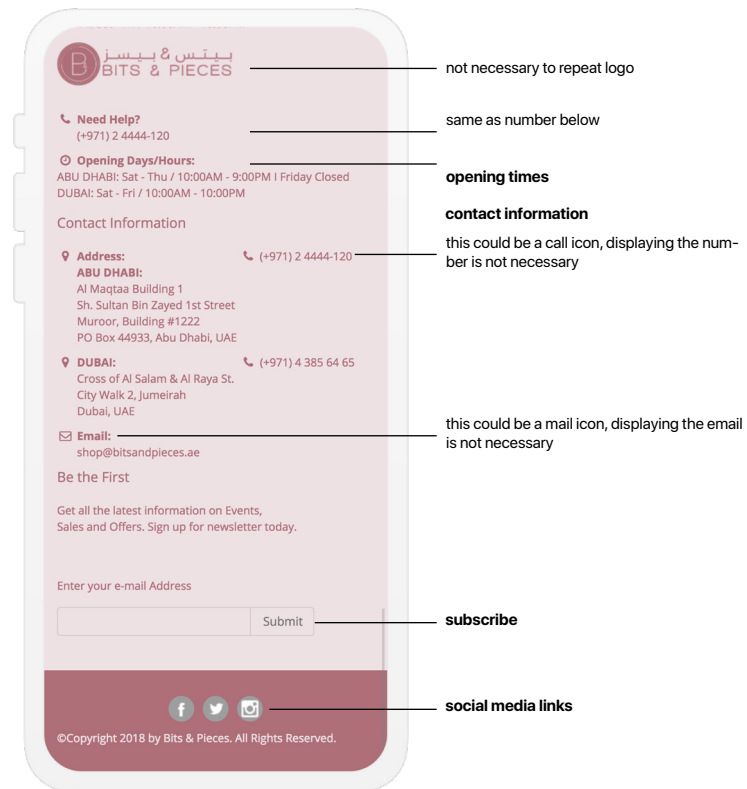 بيتس & بيسز
BITS & PIECES
not necessary to repeat logo
Need Help?
(+971) 2 4444-120
same as number below
Opening Days/Hours:
ABU DHABI: Sat - Thu / 10:00AM - 9:00PM I Friday Closed
DUBAI: Sat - Fri / 10:00AM - 10:00PM
opening times
Contact Information
contact information
Address:
ABU DHABI:
Al Maqtaa Building 1
Sh. Sultan Bin Zayed 1st Street
Muroor, Building #1222
PO Box 44933, Abu Dhabi, UAE
(+971) 2 4444-120
this could be a call icon, displaying the num-
ber is not necessary
DUBAI:
Cross of Al Salam & Al Raya St.
City Walk 2, Jumeirah
Dubai, UAE
(+971) 4 385 64 65
Email:
shop@bitsandpieces.ae
this could be a mail icon, displaying the email
is not necessary
Be the First
Get all the latest information on Events,
Sales and Offers. Sign up for newsletter today.
Enter your e-mail Address
Submit
subscribe
social media links
©Copyright 2018 by Bits & Pieces. All Rights Reserved.